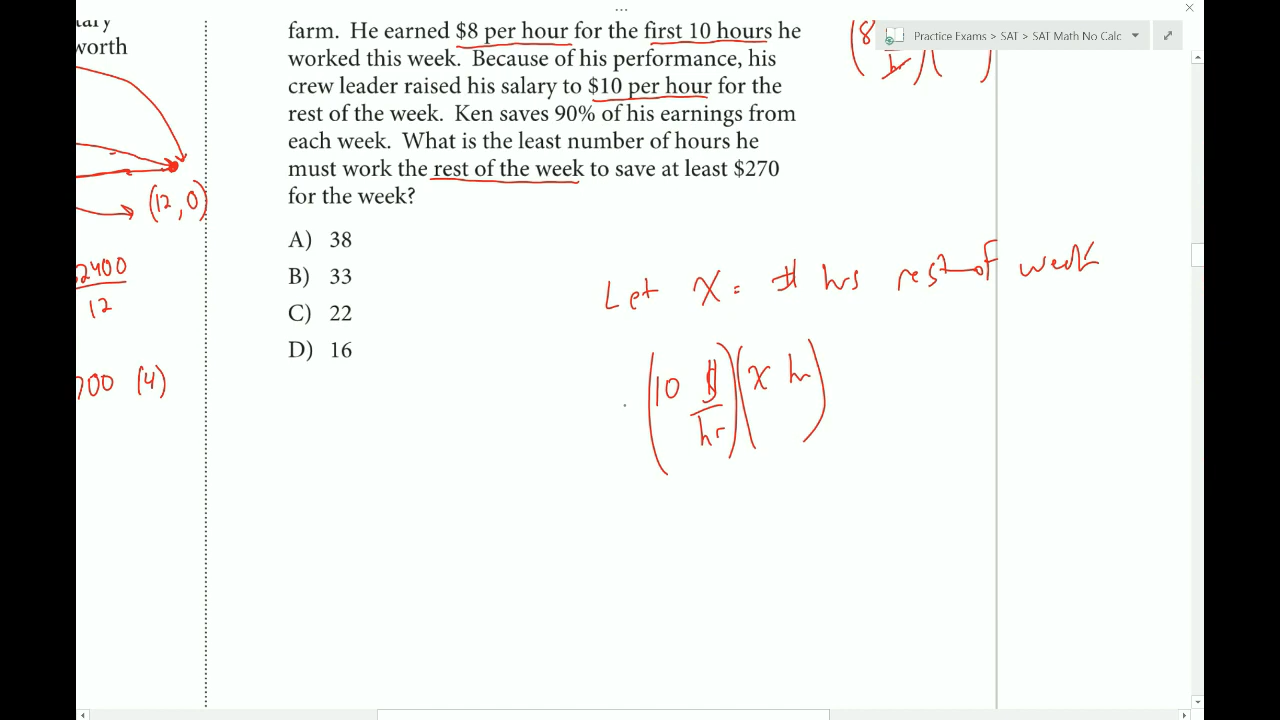 farm. He earned $8 per hour for the first 10 hours he
worked this week. Because of his performance, his
crew leader raised his salary to $10 per hour for the
rest of the week. Ken saves 90% of his earnings from
each week. What is the least number of hours he
must work the rest of the week to save at least $270
for the week?
A) 38
B) 33
C) 22
D) 16
worth
(12, 0)
2400
12
700 (4)
(8
hr)( )
Practice Exams > SAT > SAT Math No Calc
Let x = # hrs rest of week
(10 $/hr)(x hr)